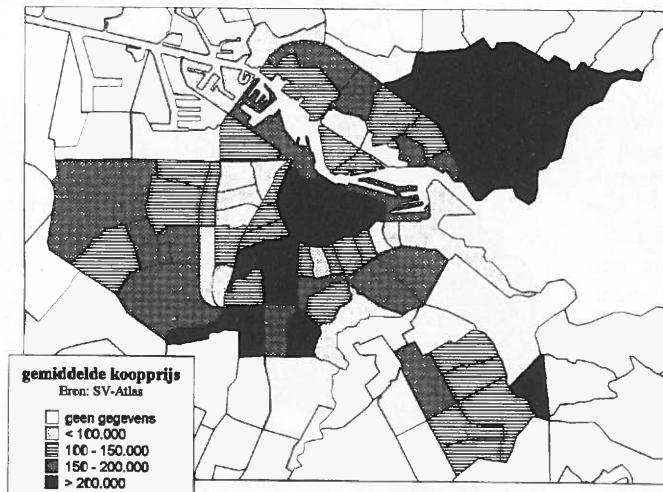 gemiddelde koopprijs
Bron: SV-Atlas
geen gegevens
< 100.000
100 - 150.000
150 - 200.000
> 200.000